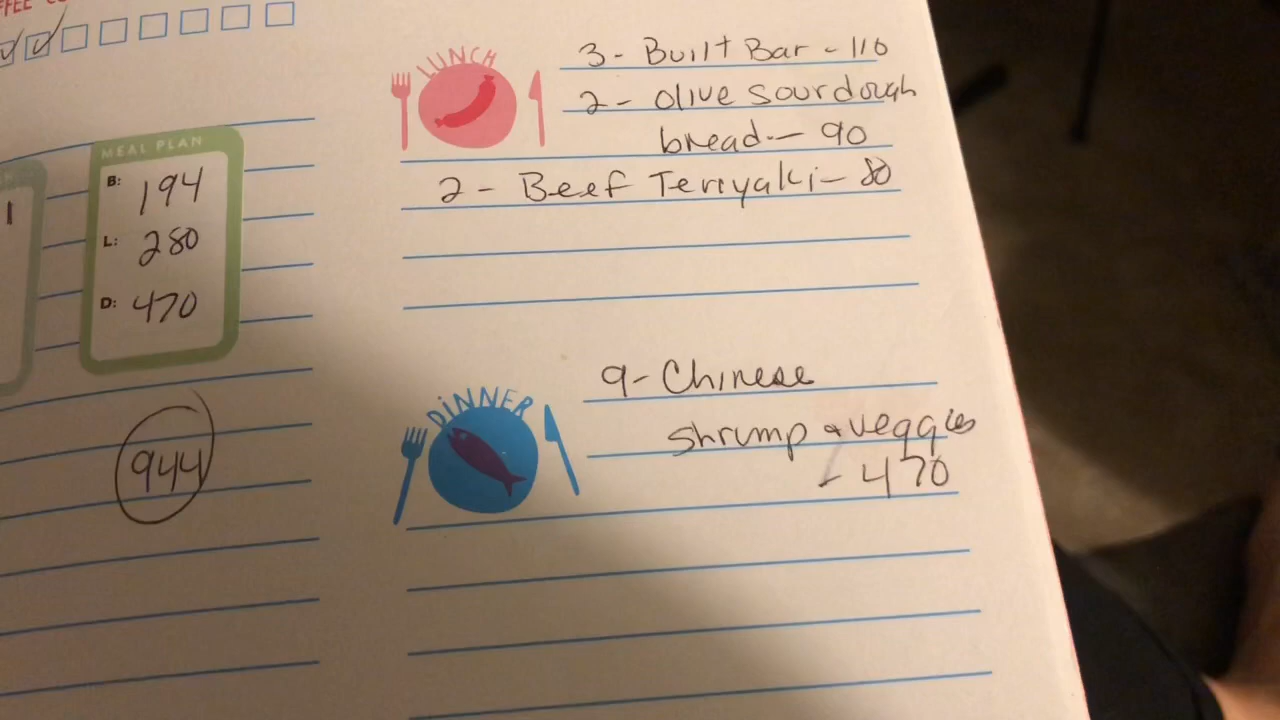 MEAL PLAN
B: 194
L: 280
D: 470
944
LUNCH
3 - Built Bar - 110
2 - olive sourdough
bread - 90
2 - Beef Teriyaki - 80
DINNER
9 - Chinese
shrimp & veggies
- 470